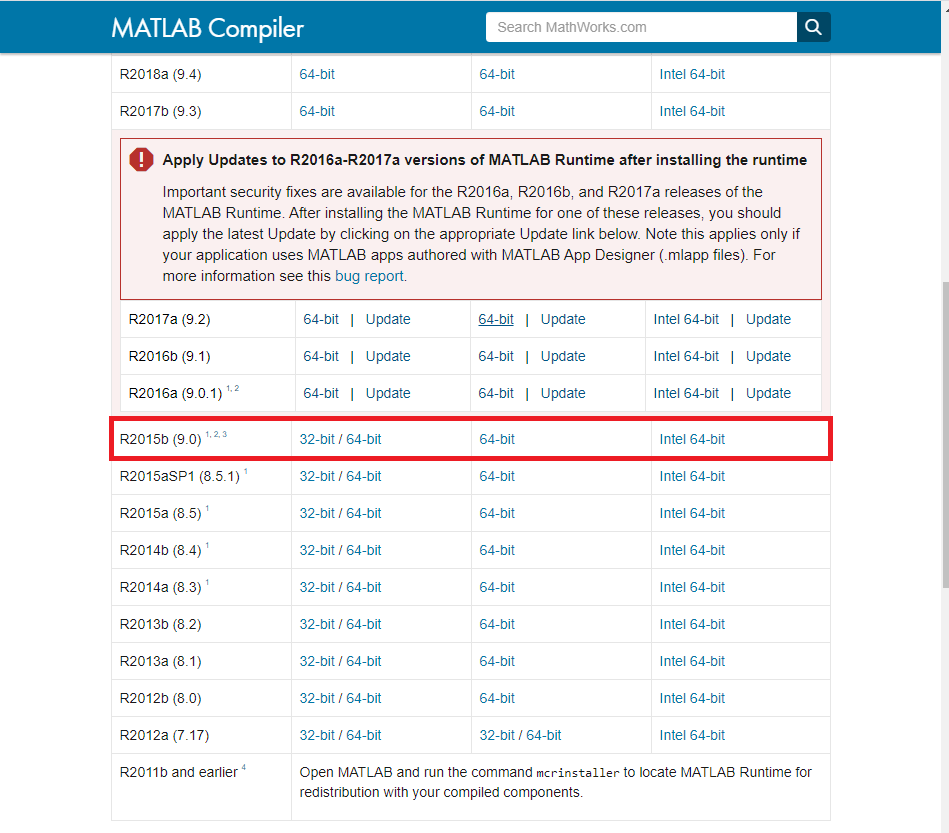 MATLAB Compiler
Search MathWorks.com
R2018a (9.4) 64-bit 64-bit Intel 64-bit
R2017b (9.3) 64-bit 64-bit Intel 64-bit
Apply Updates to R2016a-R2017a versions of MATLAB Runtime after installing the runtime
Important security fixes are available for the R2016a, R2016b, and R2017a releases of the
MATLAB Runtime. After installing the MATLAB Runtime for one of these releases, you should
apply the latest Update by clicking on the appropriate Update link below. Note this applies only if
your application uses MATLAB apps authored with MATLAB App Designer (.mlapp files). For
more information see this bug report.
R2017a (9.2) 64-bit | Update 64-bit | Update Intel 64-bit | Update
R2016b (9.1) 64-bit | Update 64-bit | Update Intel 64-bit | Update
R2016a (9.0.1) 1, 2 64-bit | Update 64-bit | Update Intel 64-bit | Update
R2015b (9.0) 1, 2, 3 32-bit / 64-bit 64-bit Intel 64-bit
R2015aSP1 (8.5.1) 1 32-bit / 64-bit 64-bit Intel 64-bit
R2015a (8.5) 1 32-bit / 64-bit 64-bit Intel 64-bit
R2014b (8.4) 1 32-bit / 64-bit 64-bit Intel 64-bit
R2014a (8.3) 1 32-bit / 64-bit 64-bit Intel 64-bit
R2013b (8.2) 32-bit / 64-bit 64-bit Intel 64-bit
R2013a (8.1) 32-bit / 64-bit 64-bit Intel 64-bit
R2012b (8.0) 32-bit / 64-bit 64-bit Intel 64-bit
R2012a (7.17) 32-bit / 64-bit 32-bit / 64-bit Intel 64-bit
R2011b and earlier 4 Open MATLAB and run the command mcrinstaller to locate MATLAB Runtime for
redistribution with your compiled components.